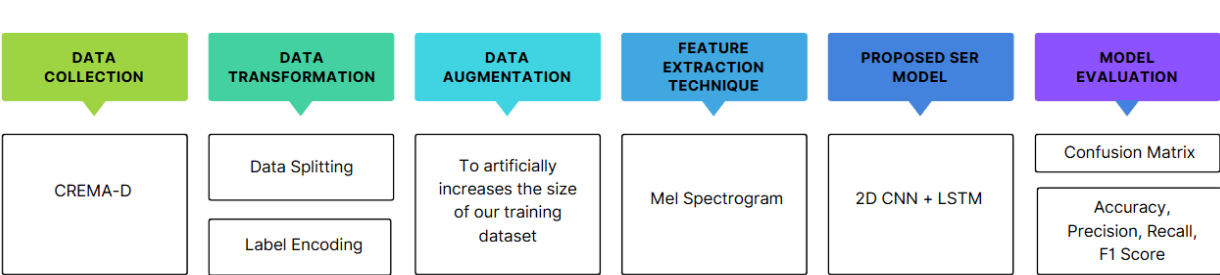 DATA
COLLECTION
CREMA-D
DATA
TRANSFORMATION
Data Splitting
Label Encoding
DATA
AUGMENTATION
To artificially
increases the size
of our training
dataset
FEATURE
EXTRACTION
TECHNIQUE
Mel Spectrogram
PROPOSED SER
MODEL
2D CNN + LSTM
MODEL
EVALUATION
Confusion Matrix
Accuracy,
Precision, Recall,
F1 Score